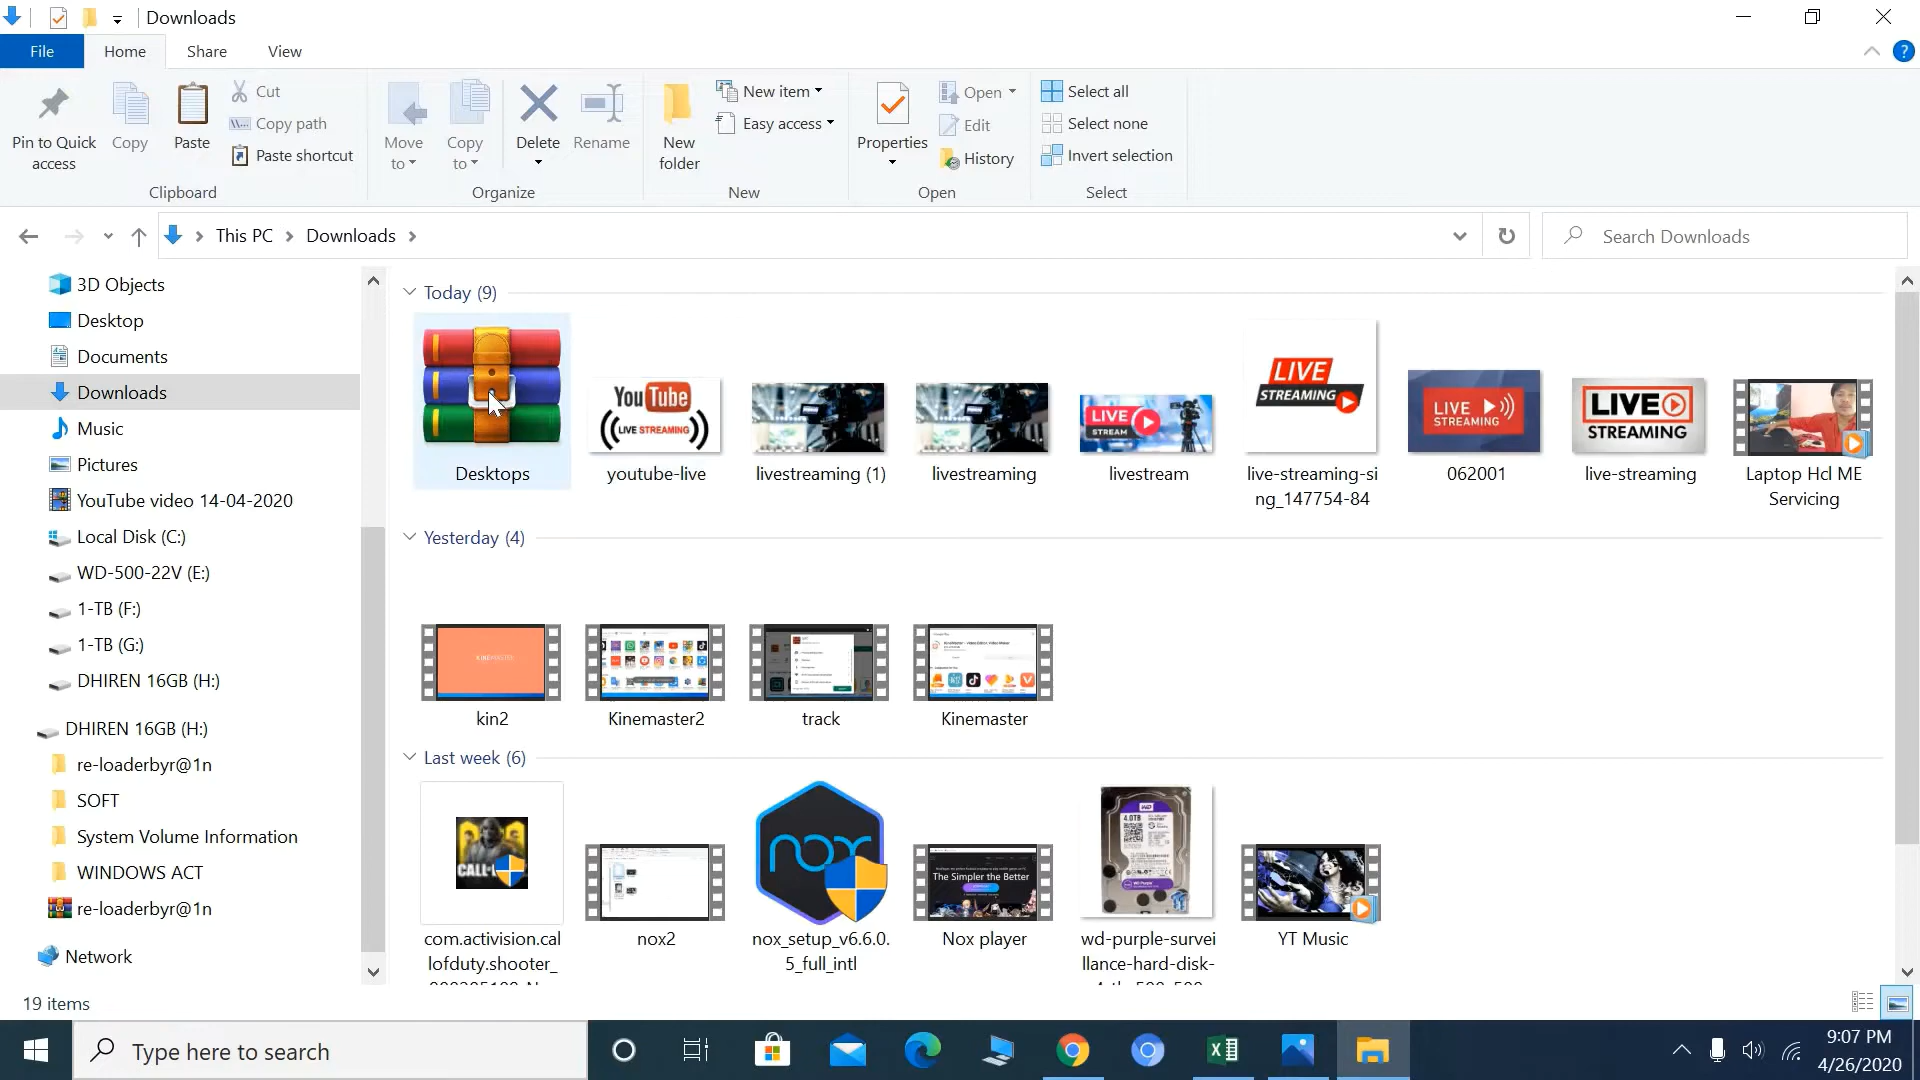 Downloads
File Home Share View
Pin to Quick access
Copy
Paste
Cut
Copy path
Paste shortcut
Clipboard
Move to
Copy to
Delete
Rename
Organize
New folder
New item
Easy access
New
Properties
Open
Edit
History
Open
Select all
Select none
Invert selection
Select
This PC Downloads
Search Downloads
3D Objects
Desktop
Documents
Downloads
Music
Pictures
YouTube video 14-04-2020
Local Disk (C:)
WD-500-22V (E:)
1-TB (F:)
1-TB (G:)
DHIREN 16GB (H:)
DHIREN 16GB (H:)
re-loaderbyr@1n
SOFT
System Volume Information
WINDOWS ACT
re-loaderbyr@1n
Network
Today (9)
Desktops
You Tube
LIVE STREAMING
youtube-live
livestreaming (1)
livestreaming
LIVE
STREAM
livestream
LIVE
STREAMING
live-streaming-si
ng_147754-84
LIVE
STREAMING
062001
LIVE
STREAMING
live-streaming
Laptop Hcl ME
Servicing
Yesterday (4)
KINEMASTER
kin2
Kinemaster2
track
Kinemaster
Last week (6)
com.activision.cal
lofduty.shooter_
nox2
nox
nox_setup_v6.6.0.
5_full_intl
The Simpler the Better
Nox player
4.0TB
wd-purple-survei
llance-hard-disk-
YT Music
19 items
Type here to search
9:07 PM
4/26/2020